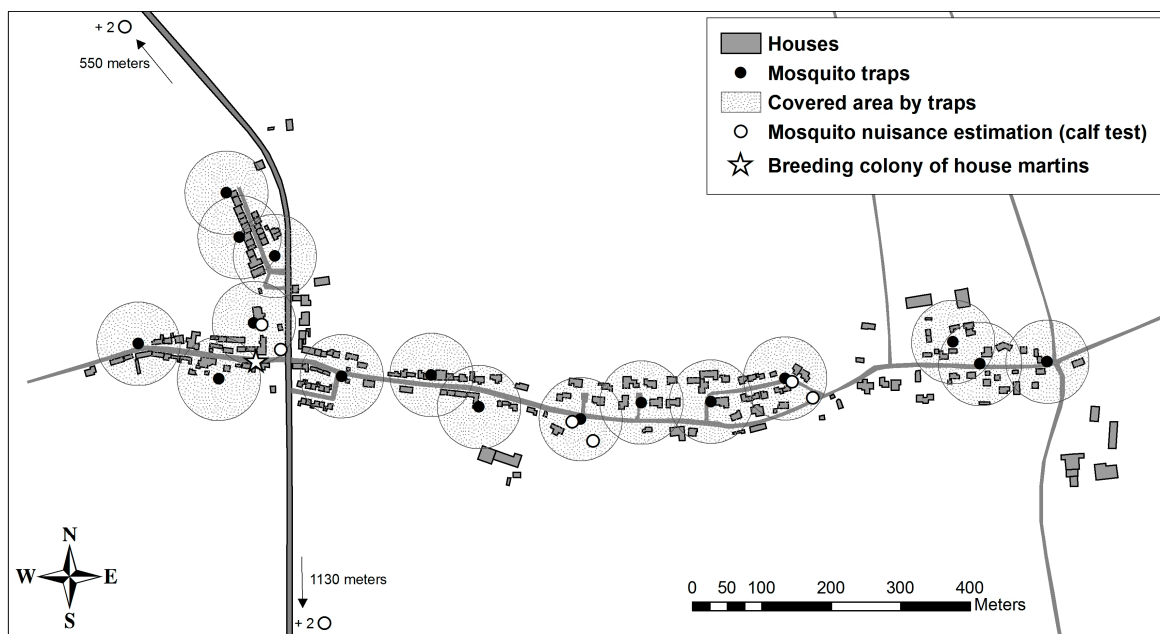 + 2
550 meters
Houses
Mosquito traps
Covered area by traps
Mosquito nuisance estimation (calf test)
Breeding colony of house martins
N
W E
S
1130 meters
+ 2
0 50 100 200 300 400
Meters